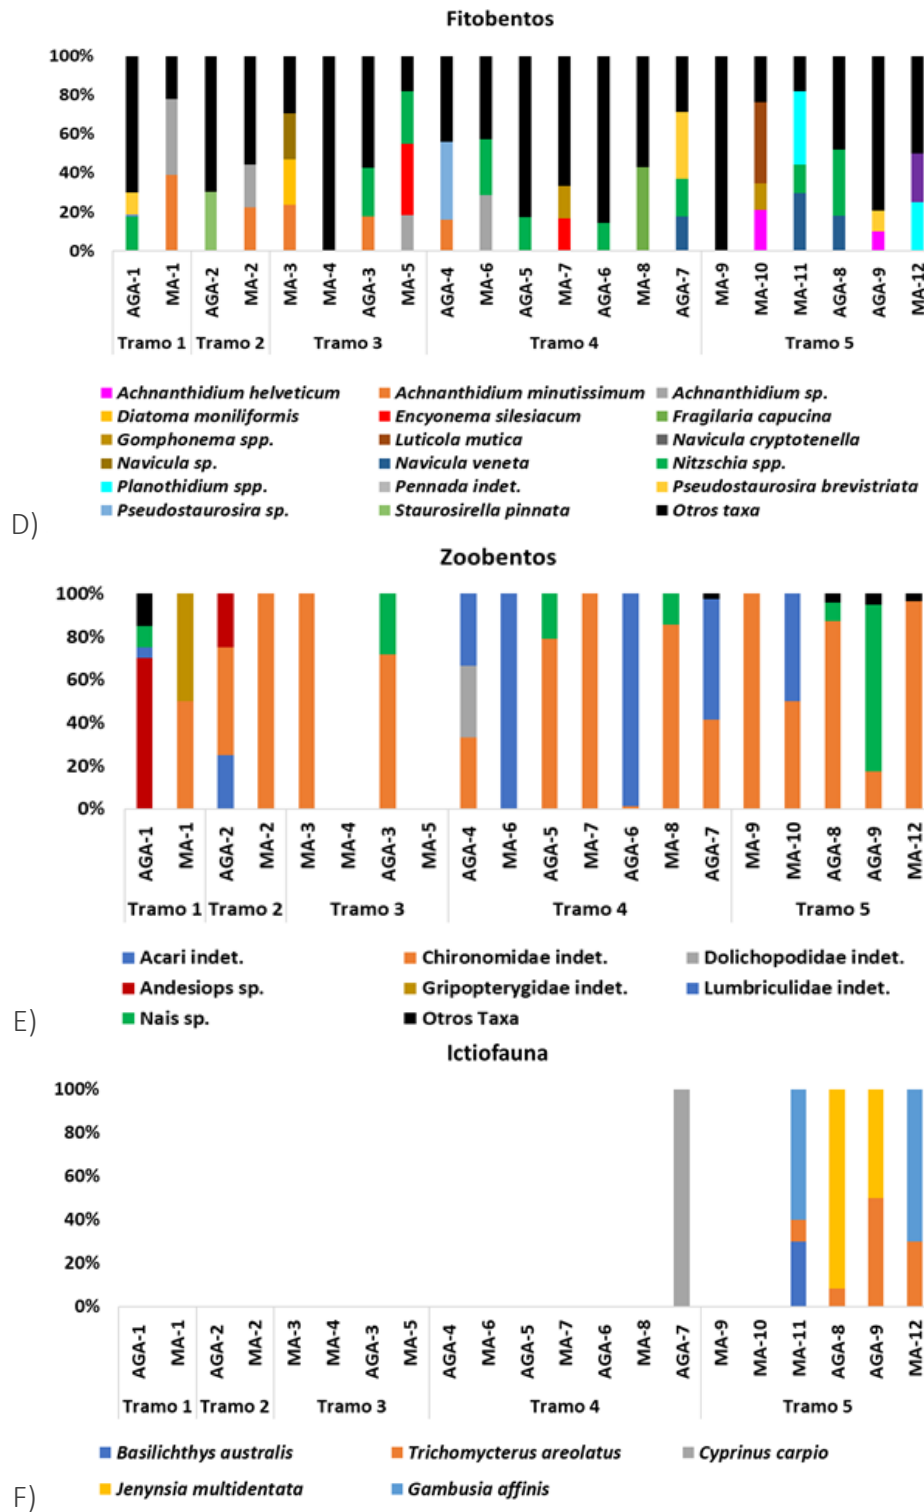 Fitobentos
100%
80%
60%
40%
20%
0%
AGA-1 MA-1 AGA-2 MA-2 MA-3 MA-4 AGA-3 MA-5 AGA-4 MA-6 AGA-5 MA-7 AGA-6 MA-8 AGA-7 MA-9 MA-10 MA-11 AGA-8 AGA-9 MA-12
Tramo 1 Tramo 2 Tramo 3 Tramo 4 Tramo 5
Achnanthidium helveticum Achnanthidium minutissimum Achnanthidium sp.
Diatoma moniliformis Encyonema silesiacum Fragilaria capucina
Gomphonema spp. Luticola mutica Navicula cryptotenella
Navicula sp. Navicula veneta Nitzschia spp.
Planothidium spp. Pennada indet. Pseudostaurosira brevistriata
Pseudostaurosira sp. Staurosirella pinnata Otros taxa
D)
Zoobentos
100%
80%
60%
40%
20%
0%
AGA-1 MA-1 AGA-2 MA-2 MA-3 MA-4 AGA-3 MA-5 AGA-4 MA-6 AGA-5 MA-7 AGA-6 MA-8 AGA-7 MA-9 MA-10 AGA-8 AGA-9 MA-12
Tramo 1 Tramo 2 Tramo 3 Tramo 4 Tramo 5
Acari indet. Chironomidae indet. Dolichopodidae indet.
Andesiops sp. Gripopterygidae indet. Lumbriculidae indet.
Nais sp. Otros Taxa
E)
Ictiofauna
100%
80%
60%
40%
20%
0%
AGA-1 MA-1 AGA-2 MA-2 MA-3 MA-4 AGA-3 MA-5 AGA-4 MA-6 AGA-5 MA-7 AGA-6 MA-8 AGA-7 MA-9 MA-10 MA-11 AGA-8 AGA-9 MA-12
Tramo 1 Tramo 2 Tramo 3 Tramo 4 Tramo 5
Basilichthys australis Trichomycterus areolatus Cyprinus carpio
Jenynsia multidentata Gambusia affinis
F)